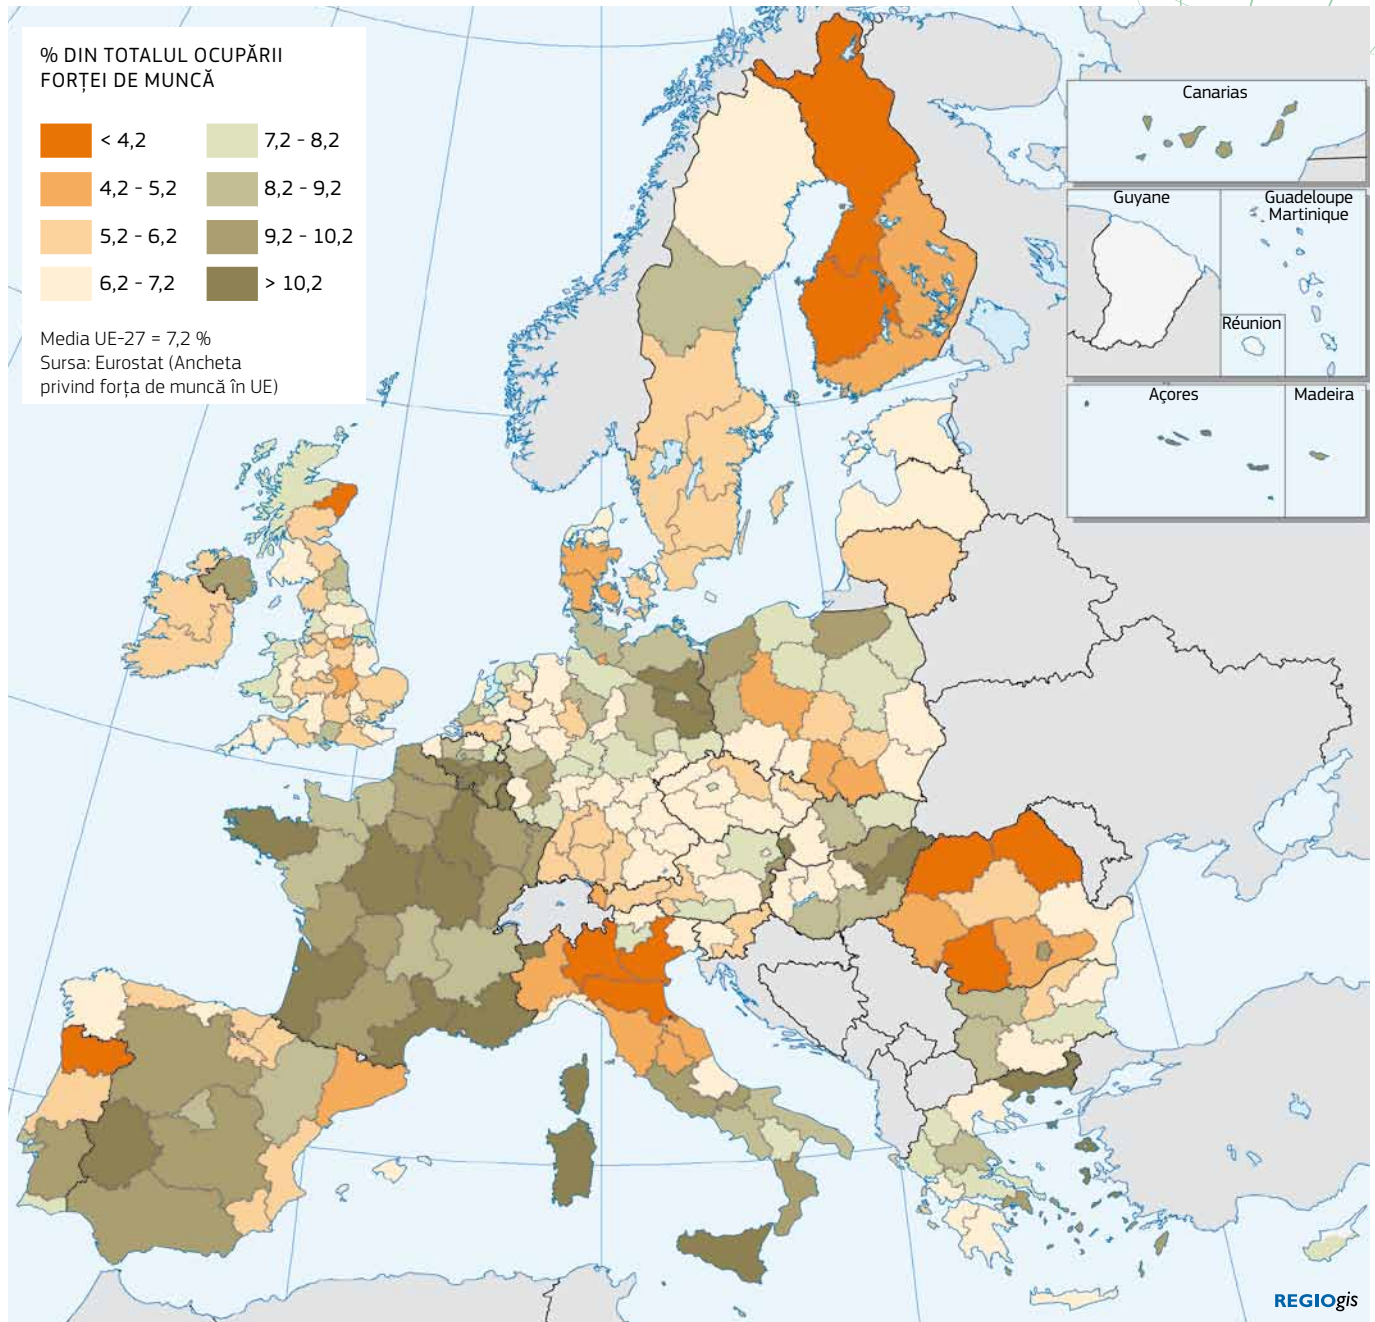 % DIN TOTALUL OCUPĂRII
FORȚEI DE MUNCĂ
< 4,2
4,2 - 5,2
5,2 - 6,2
6,2 - 7,2
7,2 - 8,2
8,2 - 9,2
9,2 - 10,2
> 10,2
Media UE-27 = 7,2 %
Sursa: Eurostat (Ancheta
privind forța de muncă în UE)
Canarias
Guyane
Guadeloupe
Martinique
Réunion
Açores
Madeira
REGIOgis